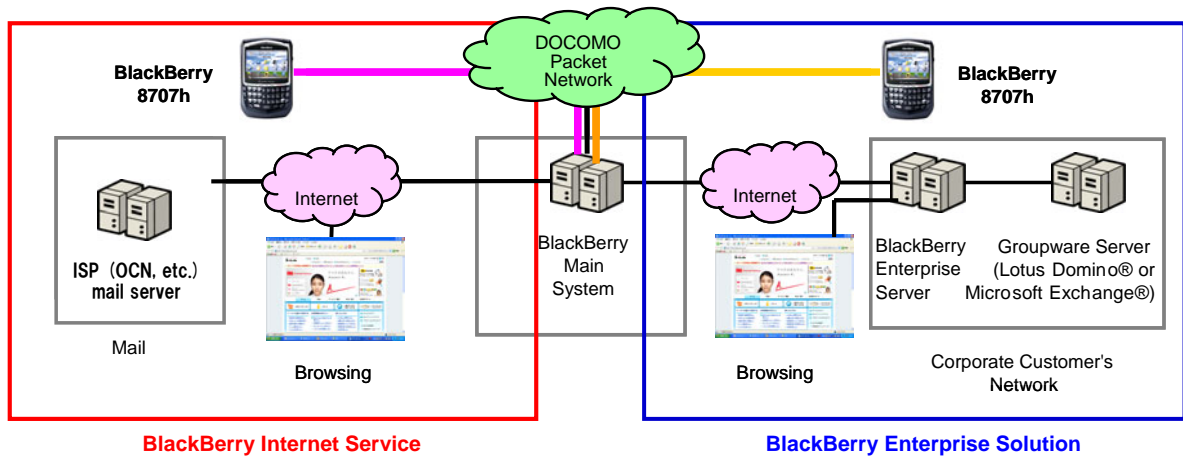 DOCOMO
Packet
Network
BlackBerry
8707h
BlackBerry
8707h
Internet
Internet
ISP (OCN, etc.)
mail server
BlackBerry
Main
System
BlackBerry
Enterprise
Server
Groupware Server
(Lotus Domino® or
Microsoft Exchange®)
Mail
Browsing
Browsing
Corporate Customer's
Network
BlackBerry Internet Service
BlackBerry Enterprise Solution